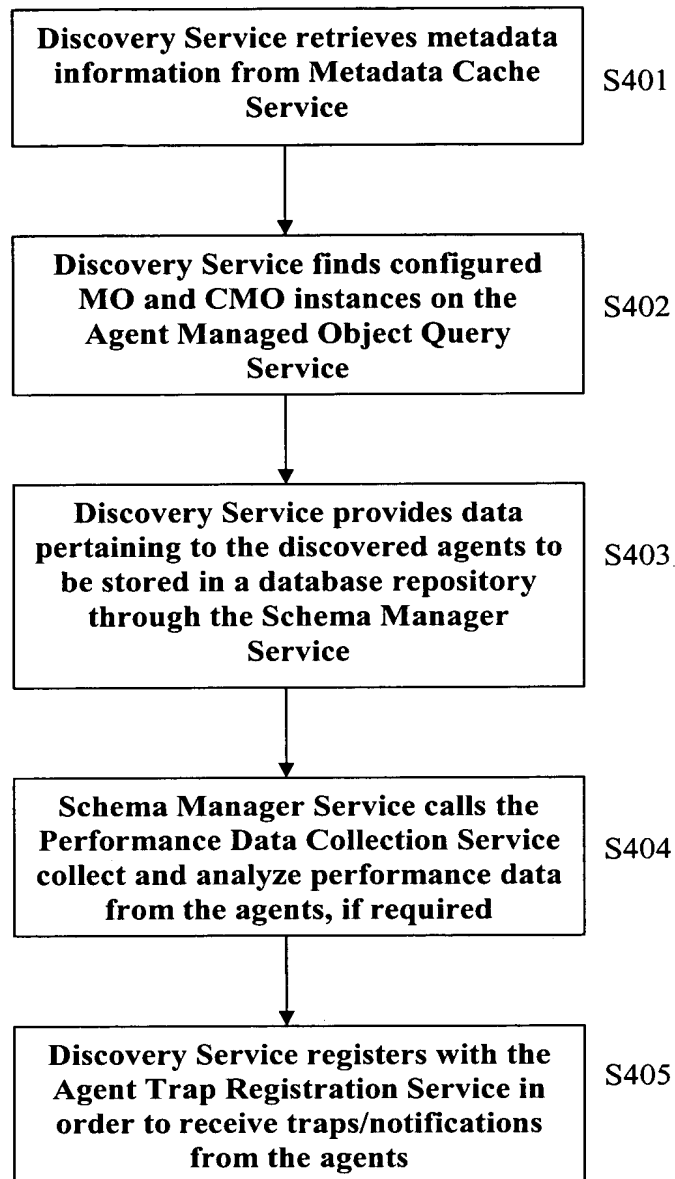 Discovery Service retrieves metadata
information from Metadata Cache
Service
S401
Discovery Service finds configured
MO and CMO instances on the
Agent Managed Object Query
Service
S402
Discovery Service provides data
pertaining to the discovered agents to
be stored in a database repository
through the Schema Manager
Service
S403
Schema Manager Service calls the
Performance Data Collection Service
collect and analyze performance data
from the agents, if required
S404
Discovery Service registers with the
Agent Trap Registration Service in
order to receive traps/notifications
from the agents
S405